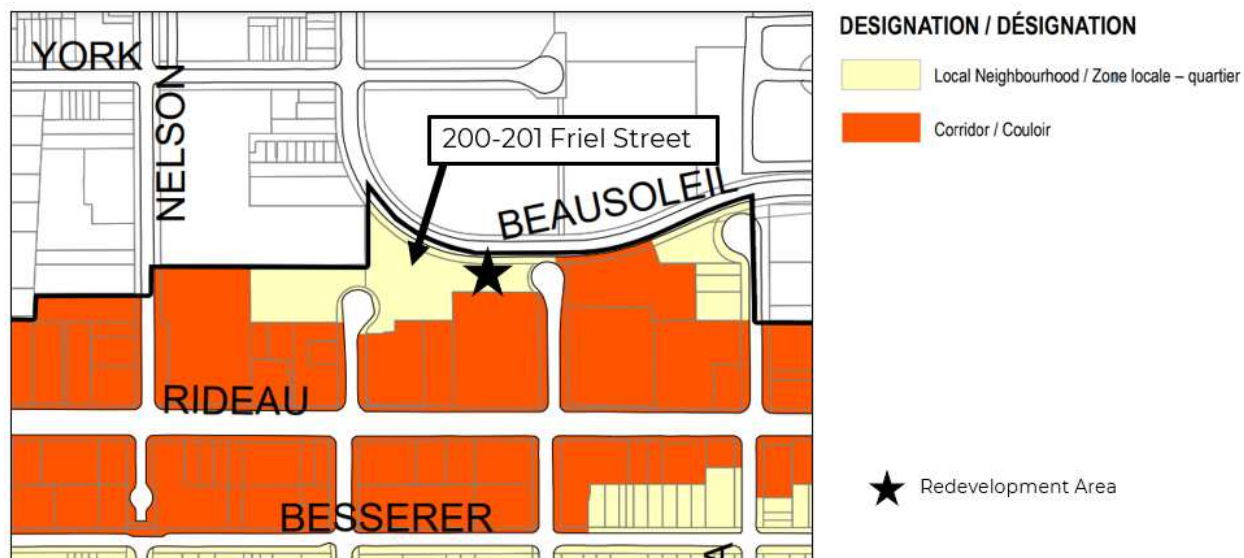 DESIGNATION / DÉSIGNATION
Local Neighbourhood / Zone locale – quartier
Corridor / Couloir
YORK
NELSON
200-201 Friel Street
BEAUSOLEIL
RIDEAU
BESSERER
Redevelopment Area